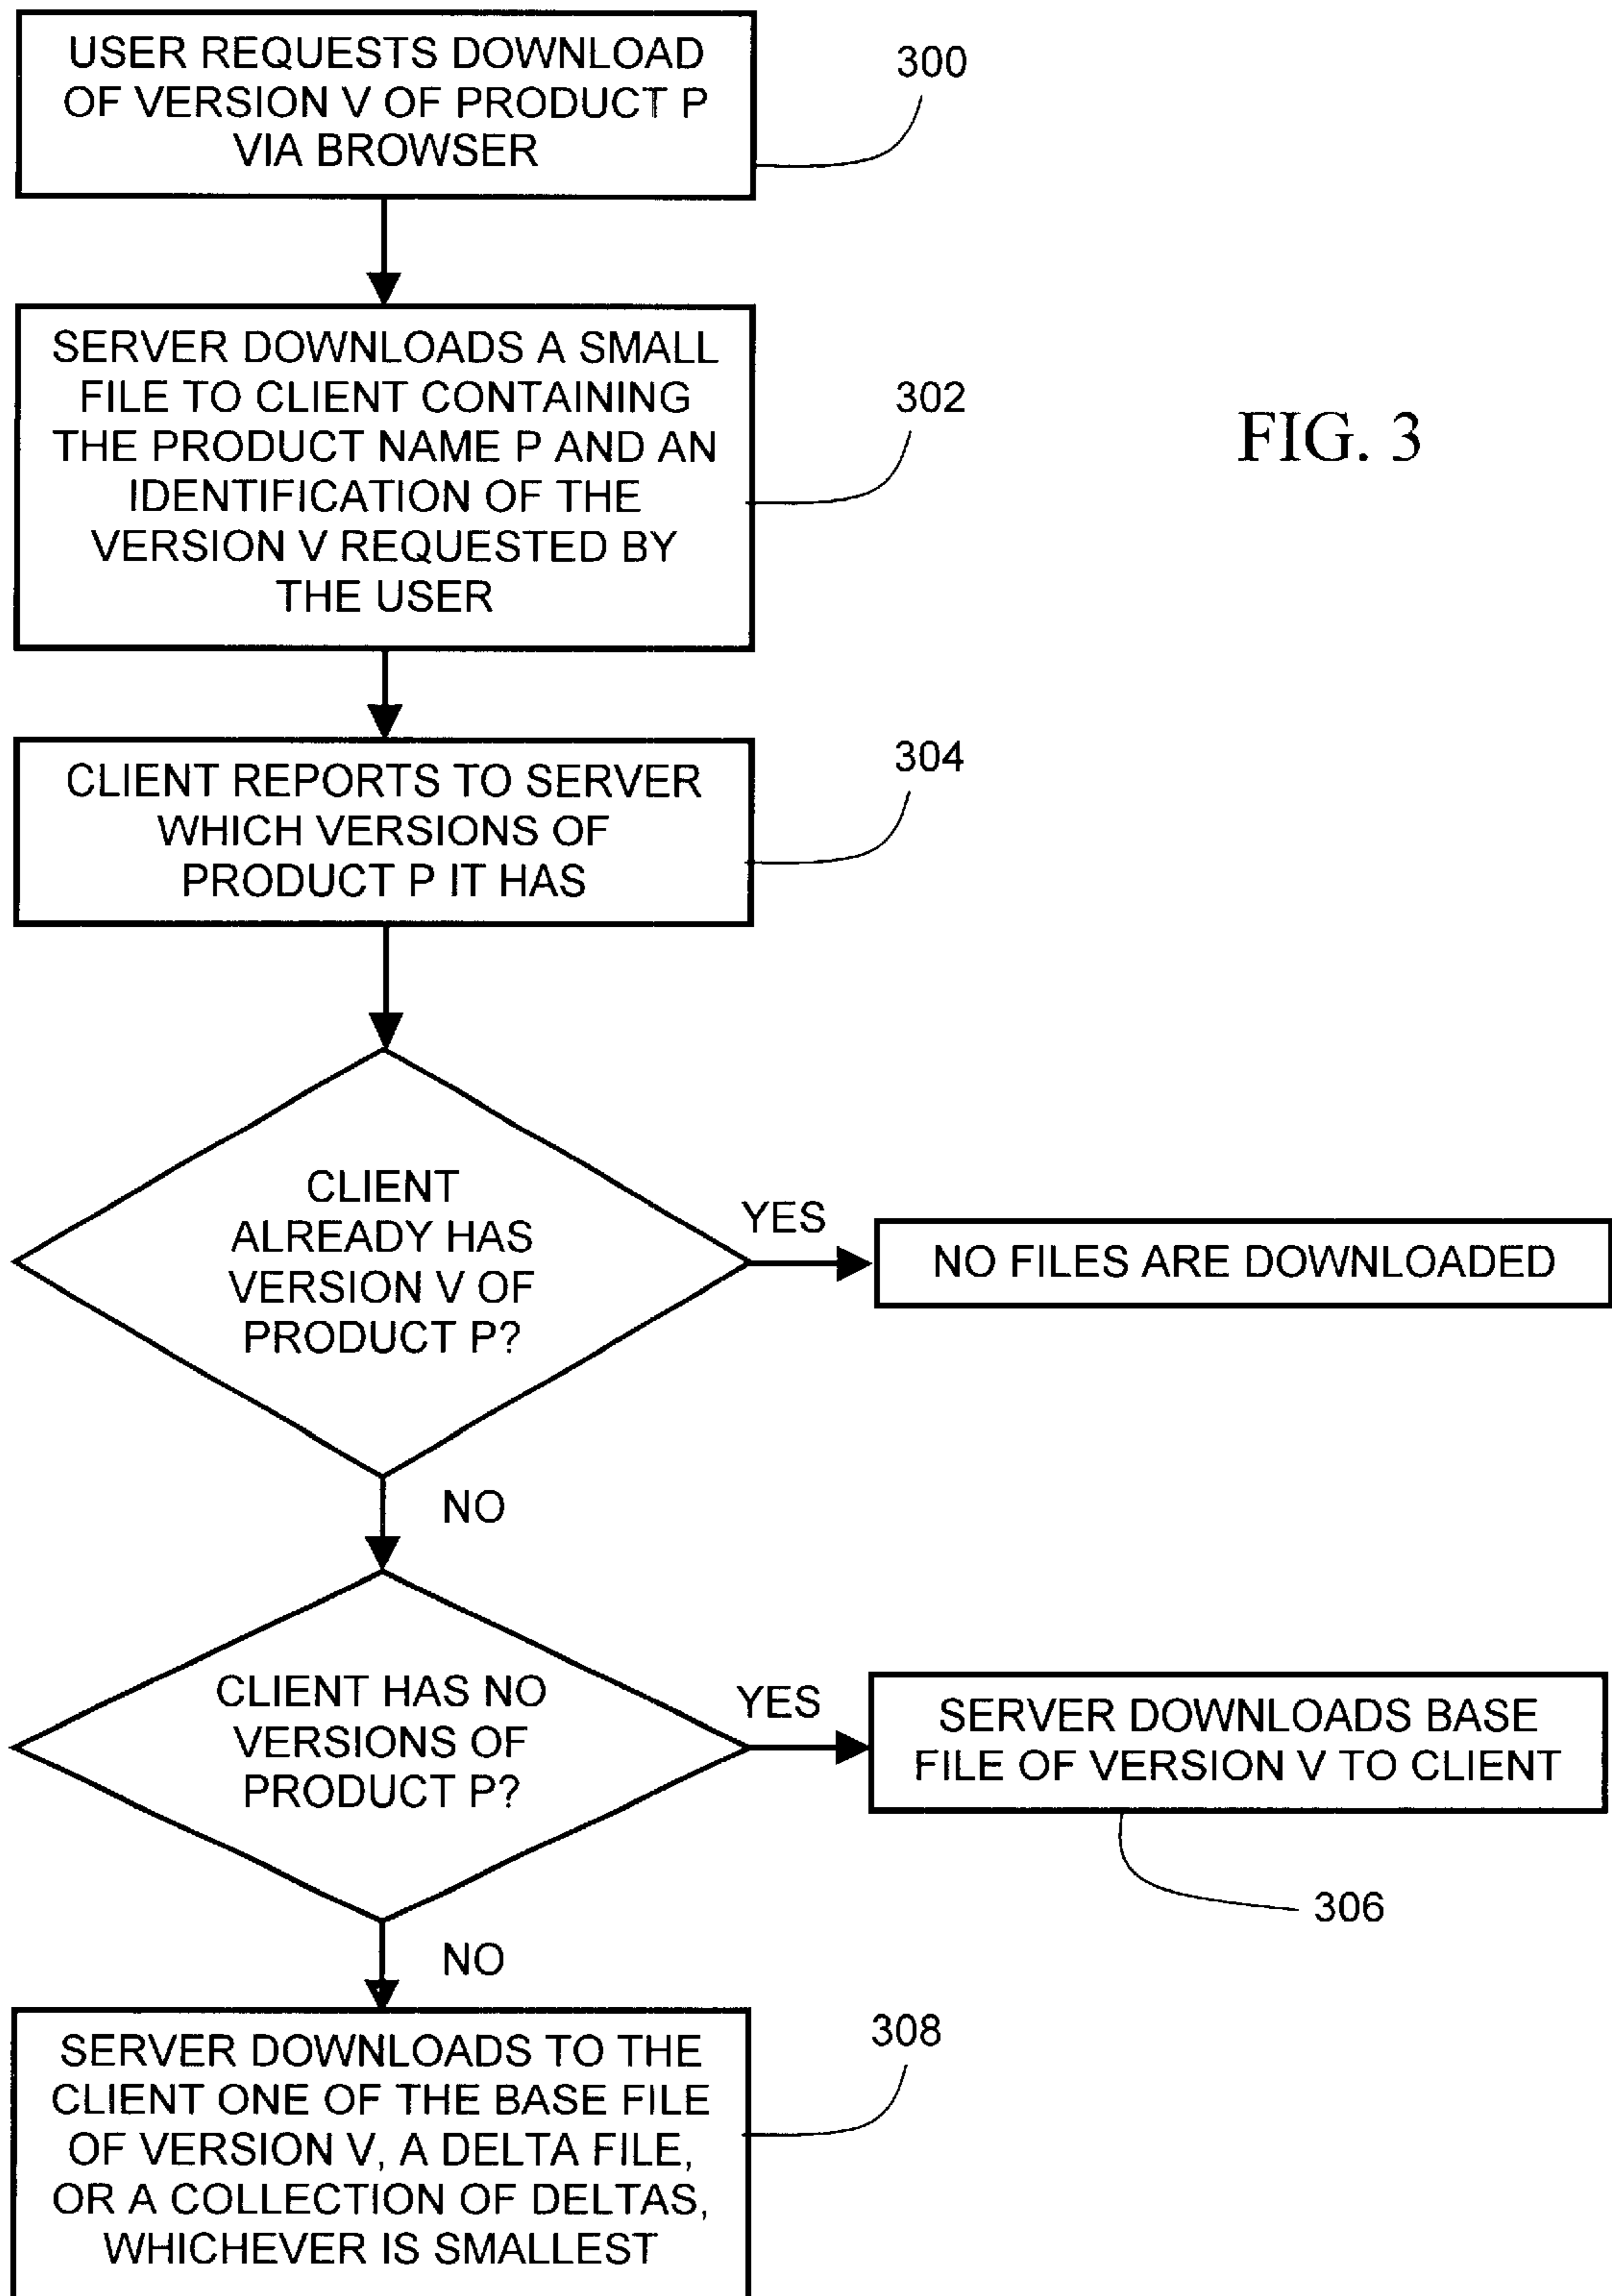 USER REQUESTS DOWNLOAD
OF VERSION V OF PRODUCT P
VIA BROWSER
300
SERVER DOWNLOADS A SMALL
FILE TO CLIENT CONTAINING
THE PRODUCT NAME P AND AN
IDENTIFICATION OF THE
VERSION V REQUESTED BY
THE USER
302
FIG. 3
CLIENT REPORTS TO SERVER
WHICH VERSIONS OF
PRODUCT P IT HAS
304
CLIENT
ALREADY HAS
VERSION V OF
PRODUCT P?
YES
NO FILES ARE DOWNLOADED
NO
CLIENT HAS NO
VERSIONS OF
PRODUCT P?
YES
SERVER DOWNLOADS BASE
FILE OF VERSION V TO CLIENT
306
NO
SERVER DOWNLOADS TO THE
CLIENT ONE OF THE BASE FILE
OF VERSION V, A DELTA FILE,
OR A COLLECTION OF DELTAS,
WHICHEVER IS SMALLEST
308